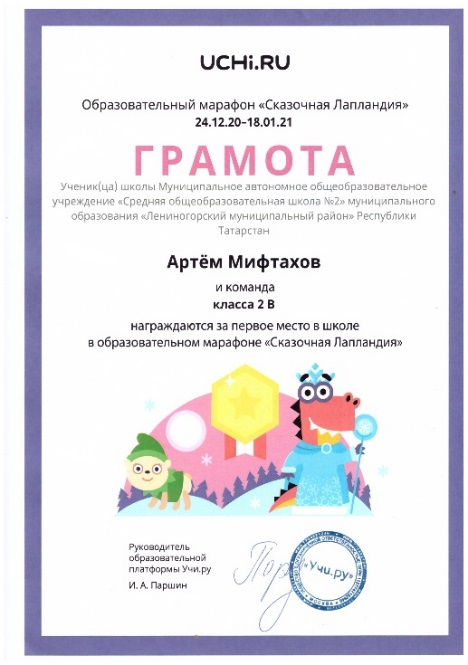 UCHi.RU
Образовательный марафон «Сказочная Лапландия»
24.12.20–18.01.21
ГРАМОТА
Ученик(ца) школы Муниципальное автономное общеобразовательное
учреждение «Средняя общеобразовательная школа №2» муниципального
образования «Лениногорский муниципальный район» Республики
Татарстан
Артём Мифтахов
и команда
класса 2 В
награждаются за первое место в школе
в образовательном марафоне «Сказочная Лапландия»
Руководитель
образовательной
платформы Учи.ру
И. А. Паршин
«Учи.ру»